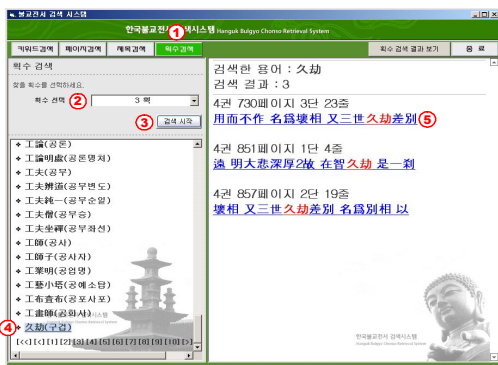 불교전서 검색 시스템
한국불교전서 검색시스템 Hanguk Bulgyo Chonso Retrieval System
①
키워드검색 페이지검색 제목검색 획수검색 획수 검색 결과 보기 종 료
획수 검색
찾을 획수를 선택하세요.
획수 선택 ② 3 획
③ 검색 시작
工論(공론)
工論明處(공론명처)
工夫(공부)
工夫辨道(공부변도)
工夫純一(공부순일)
工夫僧(공부승)
工夫坐禪(공부좌선)
工師(공사)
工師子(공사자)
工業明(공업명)
工藝小塔(공예소탑)
工布査布(공포사포)
工畫師(공화사)
④ 久劫(구겁)
[<<][<][1][2][3][4][5][6][7][8][9][10][>]
검색한 용어 : 久劫
검색 결과 : 3
4권 730페이지 3단 23줄
用而不作 名爲壞相 又三世久劫差別 ⑤
4권 851페이지 1단 4줄
遠 明大悲深厚2故 在智久劫 是一刹
4권 857페이지 2단 19줄
壞相 又三世久劫差別 名爲別相 以
한국불교전서 검색시스템
Hanguk Bulgyo Chonso Retrieval System